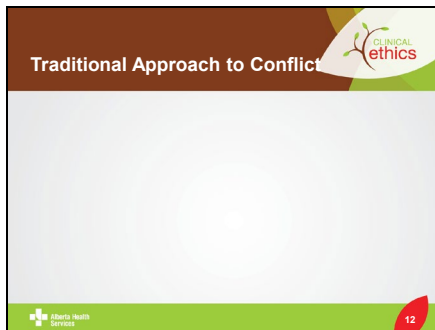 CLINICAL
ethics
Traditional Approach to Conflict
Alberta Health
Services
12